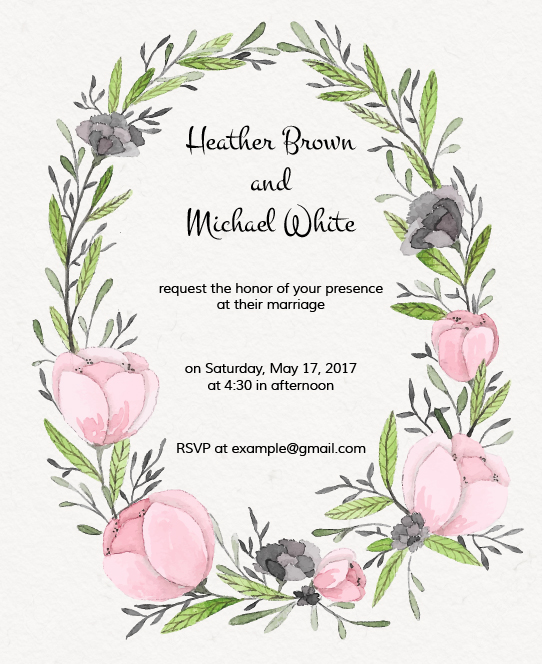 Heather Brown
and
Michael White
request the honor of your presence
at their marriage
on Saturday, May 17, 2017
at 4:30 in afternoon
RSVP at example@gmail.com